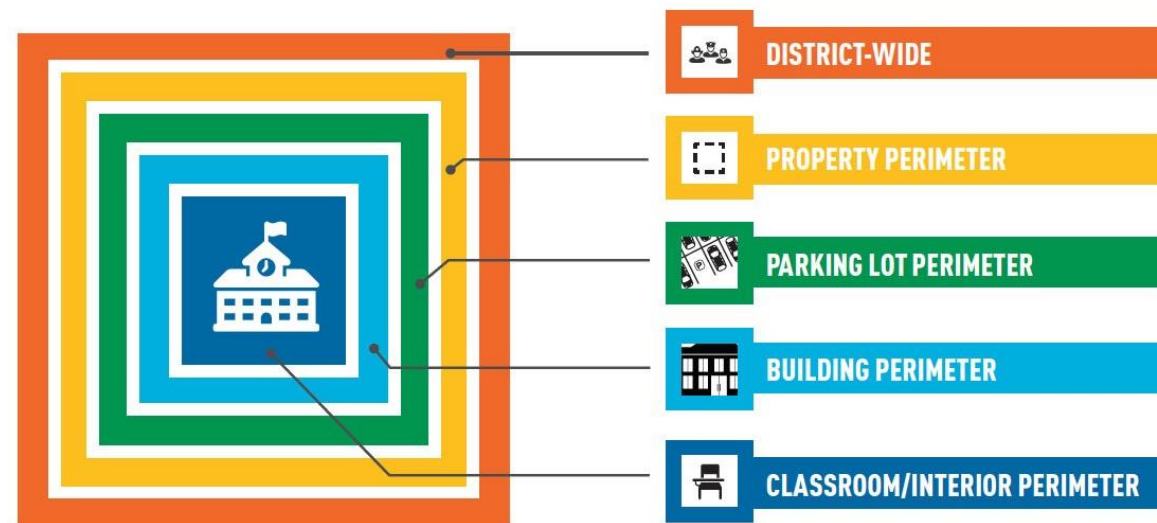 DISTRICT-WIDE
PROPERTY PERIMETER
PARKING LOT PERIMETER
BUILDING PERIMETER
CLASSROOM/INTERIOR PERIMETER